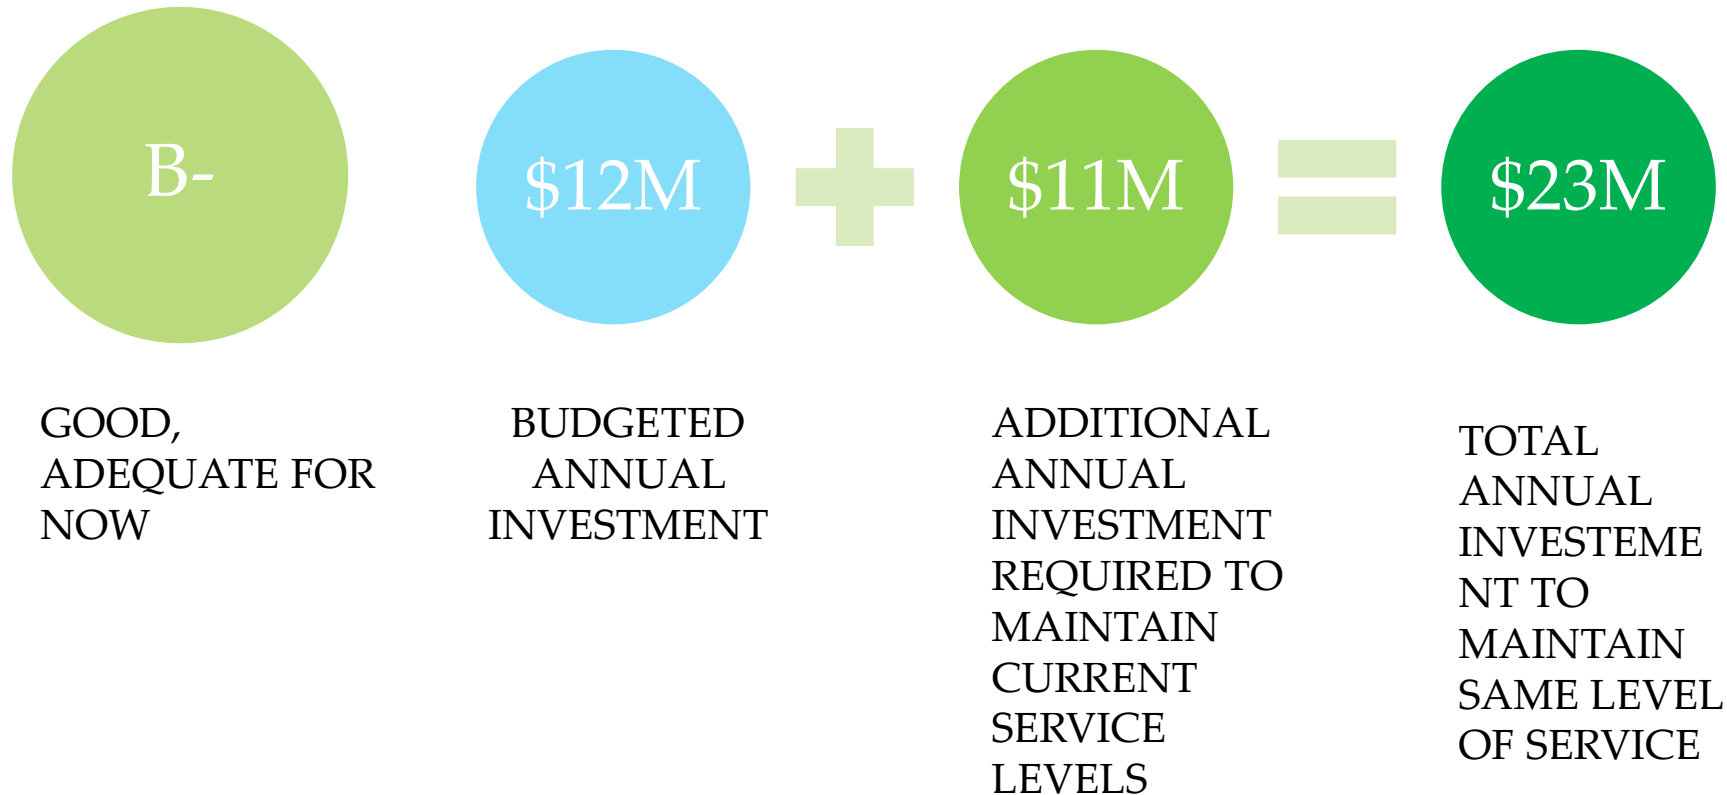 B-
GOOD,
ADEQUATE FOR
NOW
$12M
BUDGETED
ANNUAL
INVESTMENT
$11M
ADDITIONAL
ANNUAL
INVESTMENT
REQUIRED TO
MAINTAIN
CURRENT
SERVICE
LEVELS
$23M
TOTAL
ANNUAL
INVESTEME
NT TO
MAINTAIN
SAME LEVEL
OF SERVICE